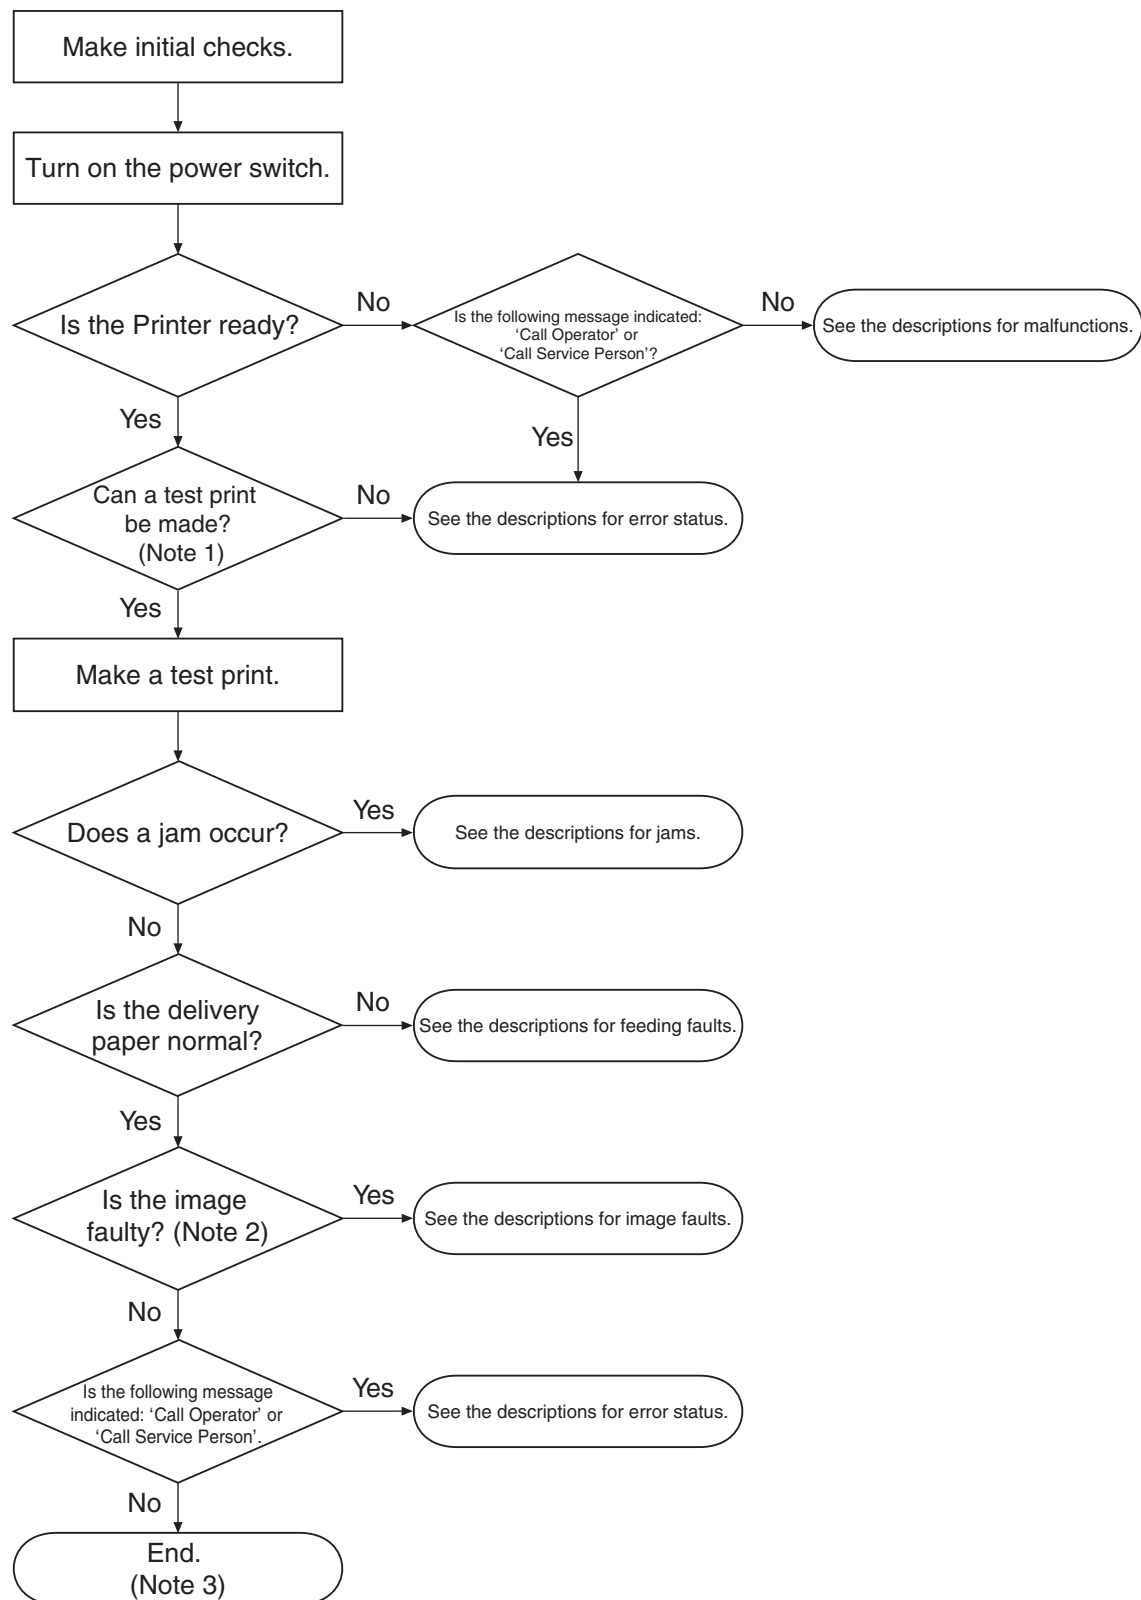 Make initial checks.
Turn on the power switch.
Is the Printer ready?
No
Is the following message indicated:
‘Call Operator’ or
‘Call Service Person’?
No
See the descriptions for malfunctions.
Yes
Yes
Can a test print
be made?
(Note 1)
No
See the descriptions for error status.
Yes
Make a test print.
Does a jam occur?
Yes
See the descriptions for jams.
No
Is the delivery
paper normal?
No
See the descriptions for feeding faults.
Yes
Is the image
faulty? (Note 2)
Yes
See the descriptions for image faults.
No
Is the following message
indicated: ‘Call Operator’ or
‘Call Service Person’.
Yes
See the descriptions for error status.
No
End.
(Note 3)